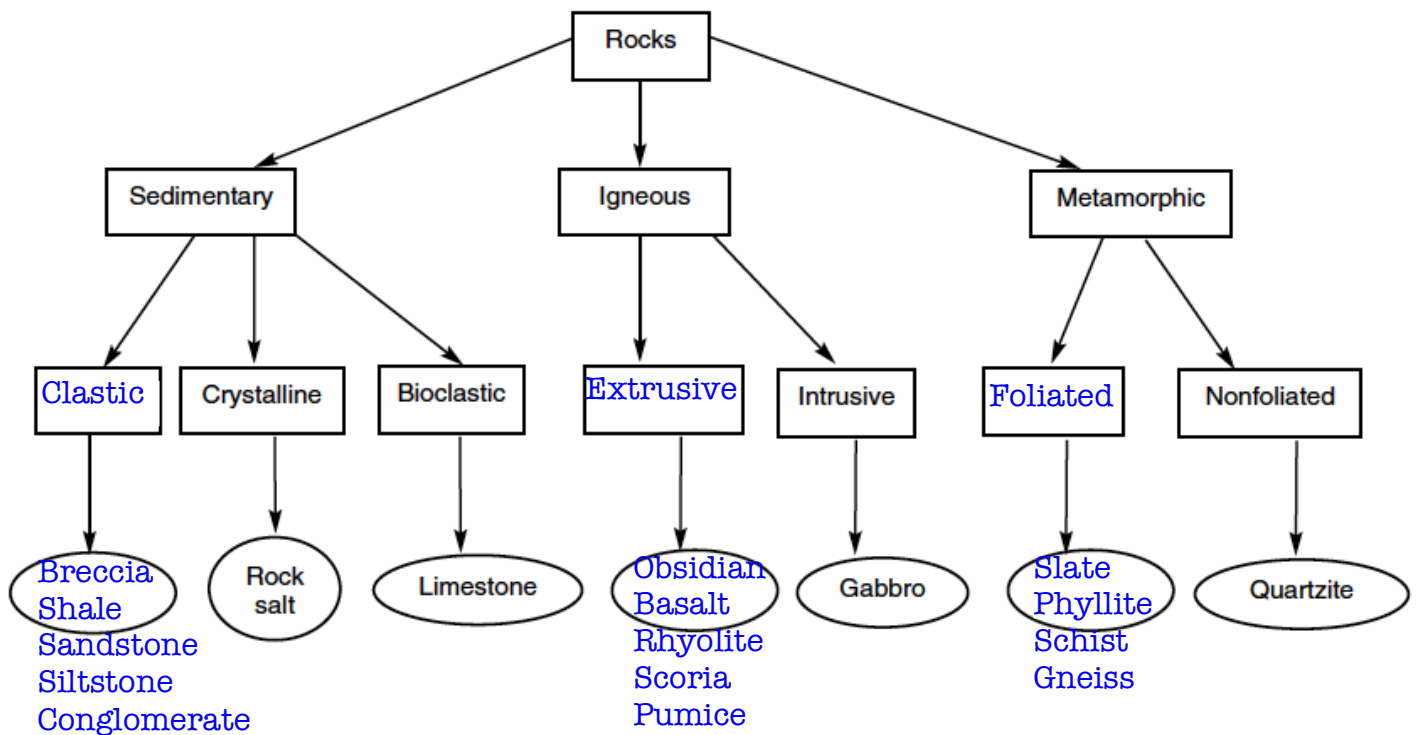 Rocks
Sedimentary
Igneous
Metamorphic
Clastic
Crystalline
Bioclastic
Extrusive
Intrusive
Foliated
Nonfoliated
Breccia
Shale
Sandstone
Siltstone
Conglomerate
Rock
salt
Limestone
Obsidian
Basalt
Rhyolite
Scoria
Pumice
Gabbro
Slate
Phyllite
Schist
Gneiss
Quartzite